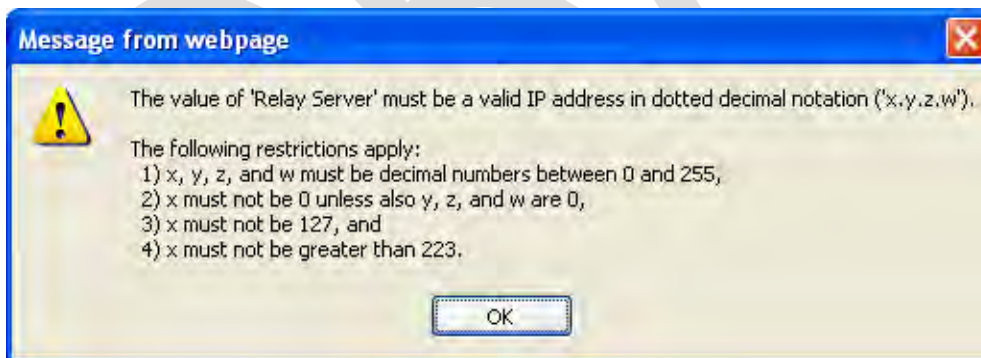 Message from webpage
The value of 'Relay Server' must be a valid IP address in dotted decimal notation ('x.y.z.w').
The following restrictions apply:
1) x, y, z, and w must be decimal numbers between 0 and 255,
2) x must not be 0 unless also y, z, and w are 0,
3) x must not be 127, and
4) x must not be greater than 223.
OK